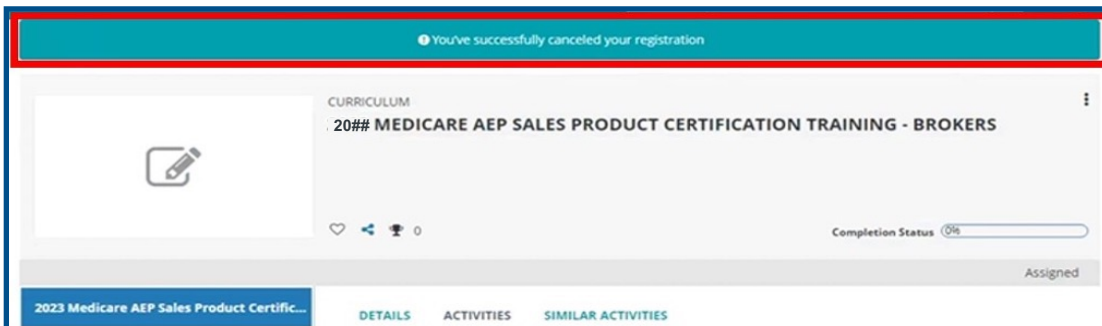 You've successfully canceled your registration
CURRICULUM
20## MEDICARE AEP SALES PRODUCT CERTIFICATION TRAINING - BROKERS
0
Completion Status 0%
Assigned
2023 Medicare AEP Sales Product Certific...
DETAILS ACTIVITIES SIMILAR ACTIVITIES